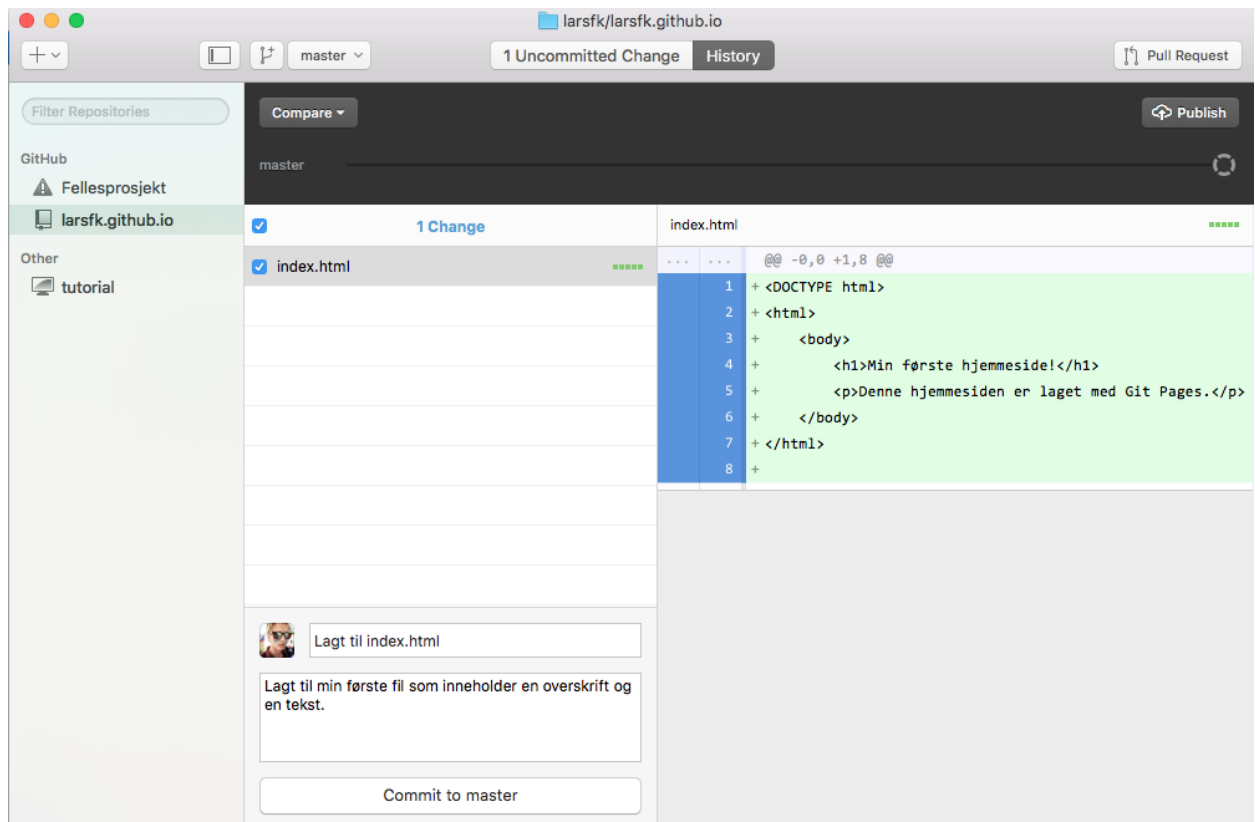 larsfk/larsfk.github.io
master
1 Uncommitted Change
History
Pull Request
Filter Repositories
GitHub
Fellesprosjekt
larsfk.github.io
Other
tutorial
Compare
Publish
master
1 Change
index.html
index.html
... ... @@ -0,0 +1,8 @@
1 + <DOCTYPE html>
2 + <html>
3 +     <body>
4 +         <h1>Min første hjemmeside!</h1>
5 +         <p>Denne hjemmesiden er laget med Git Pages.</p>
6 +     </body>
7 + </html>
8 +
Lagt til index.html
Lagt til min første fil som inneholder en overskrift og
en tekst.
Commit to master